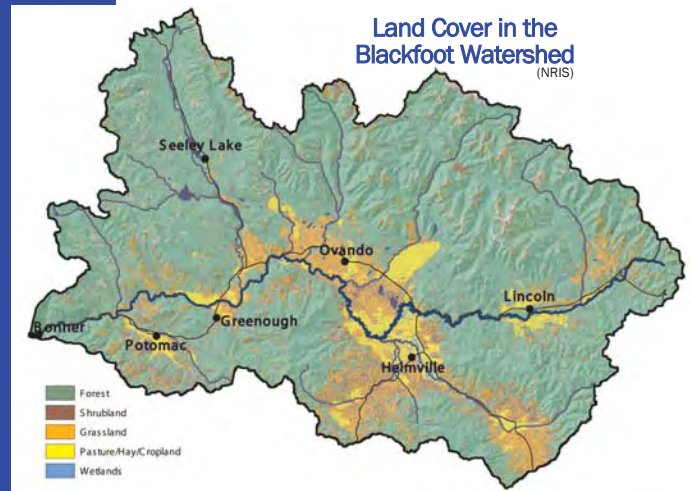 Land Cover in the
Blackfoot Watershed
(NRIS)
Seeley Lake
Ovando
Lincoln
Bonner
Greenough
Potomac
Helmville
Forest
Shrubland
Grassland
Pasture/Hay/Cropland
Wetlands